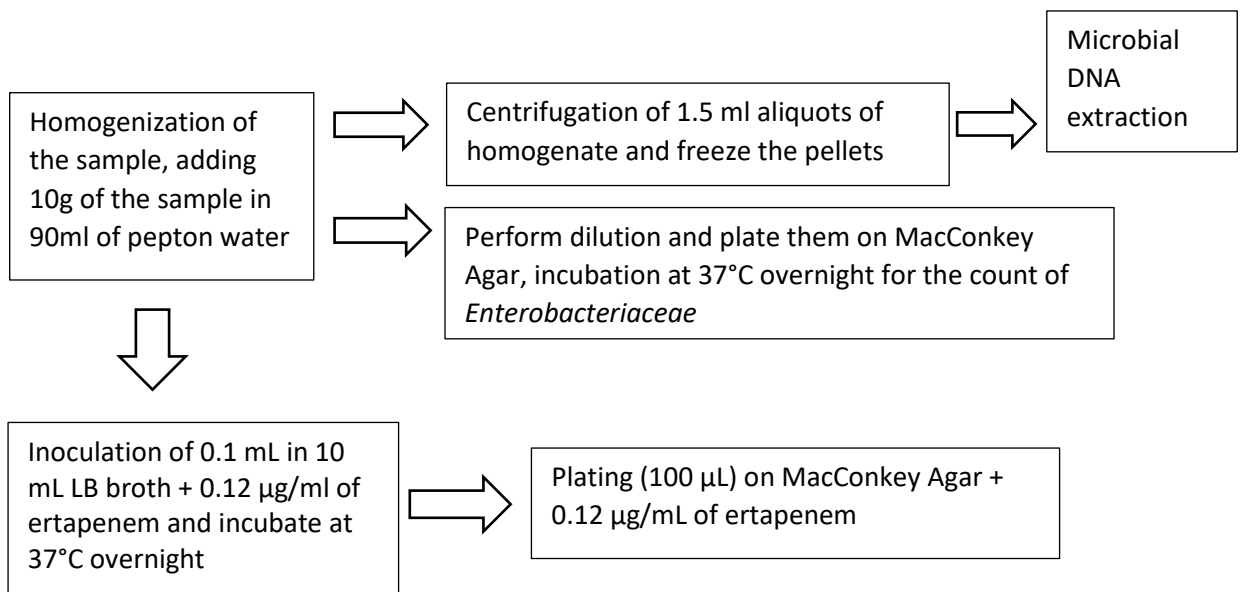 Homogenization of
the sample, adding
10g of the sample in
90ml of pepton water
Centrifugation of 1.5 ml aliquots of
homogenate and freeze the pellets
Microbial
DNA
extraction
Perform dilution and plate them on MacConkey
Agar, incubation at 37°C overnight for the count of
Enterobacteriaceae
Inoculation of 0.1 mL in 10
mL LB broth + 0.12 µg/ml of
ertapenem and incubate at
37°C overnight
Plating (100 µL) on MacConkey Agar +
0.12 µg/mL of ertapenem